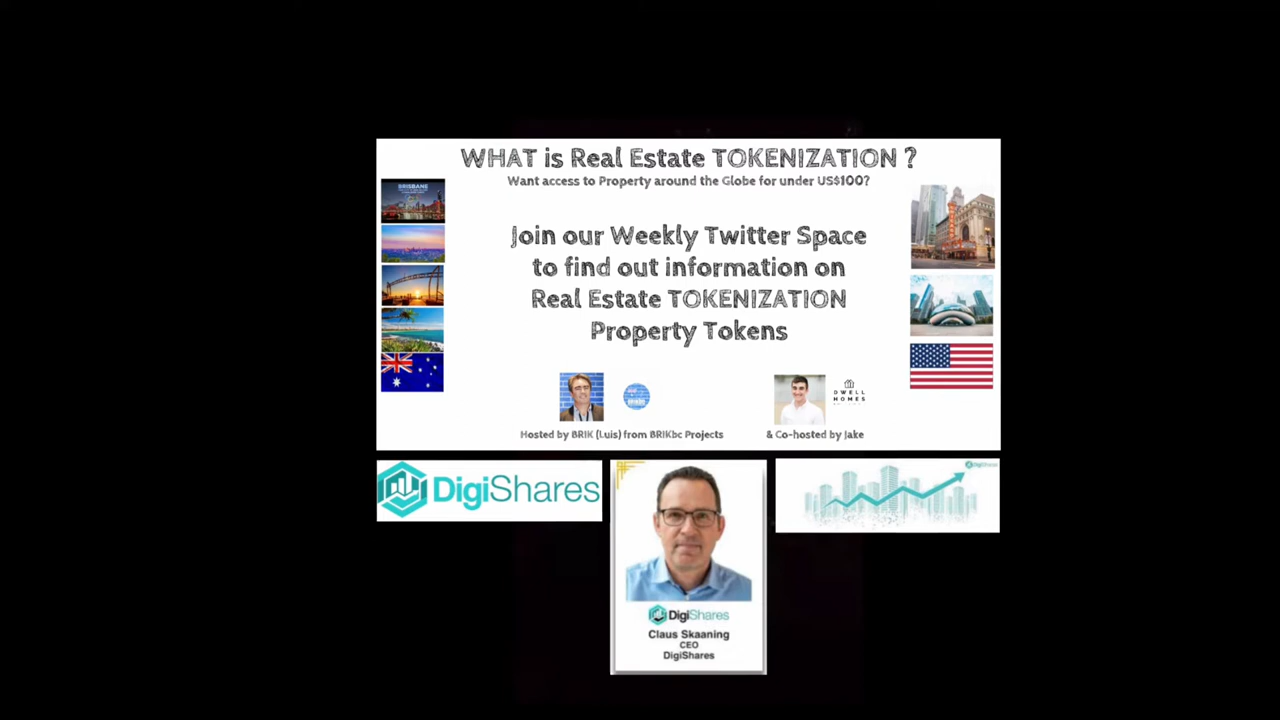 WHAT is Real Estate TOKENIZATION ?
Want access to Property around the Globe for under US$100?
BRISBANE
Join our Weekly Twitter Space
to find out information on
Real Estate TOKENIZATION
Property Tokens
DWELL
HOMES
Hosted by BRIK (Luis) from BRIKbc Projects
& Co-hosted by Jake
DigiShares
DigiShares
DigiShares
Claus Skaaning
CEO
DigiShares